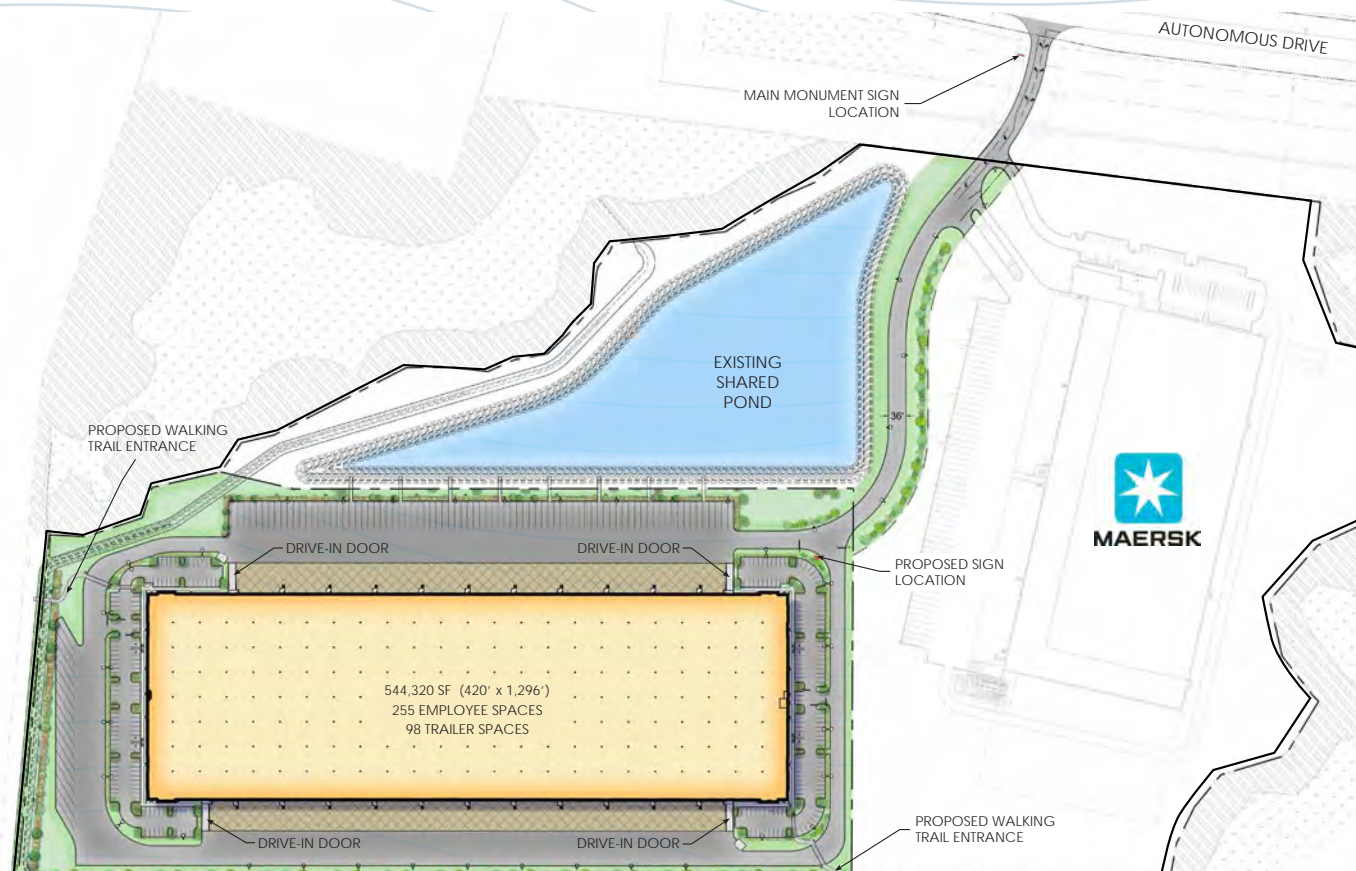 AUTONOMOUS DRIVE
MAIN MONUMENT SIGN
LOCATION
EXISTING
SHARED
POND
36'
PROPOSED WALKING
TRAIL ENTRANCE
MAERSK
DRIVE-IN DOOR
DRIVE-IN DOOR
PROPOSED SIGN
LOCATION
544,320 SF (420' x 1,296')
255 EMPLOYEE SPACES
98 TRAILER SPACES
PROPOSED WALKING
TRAIL ENTRANCE
DRIVE-IN DOOR
DRIVE-IN DOOR